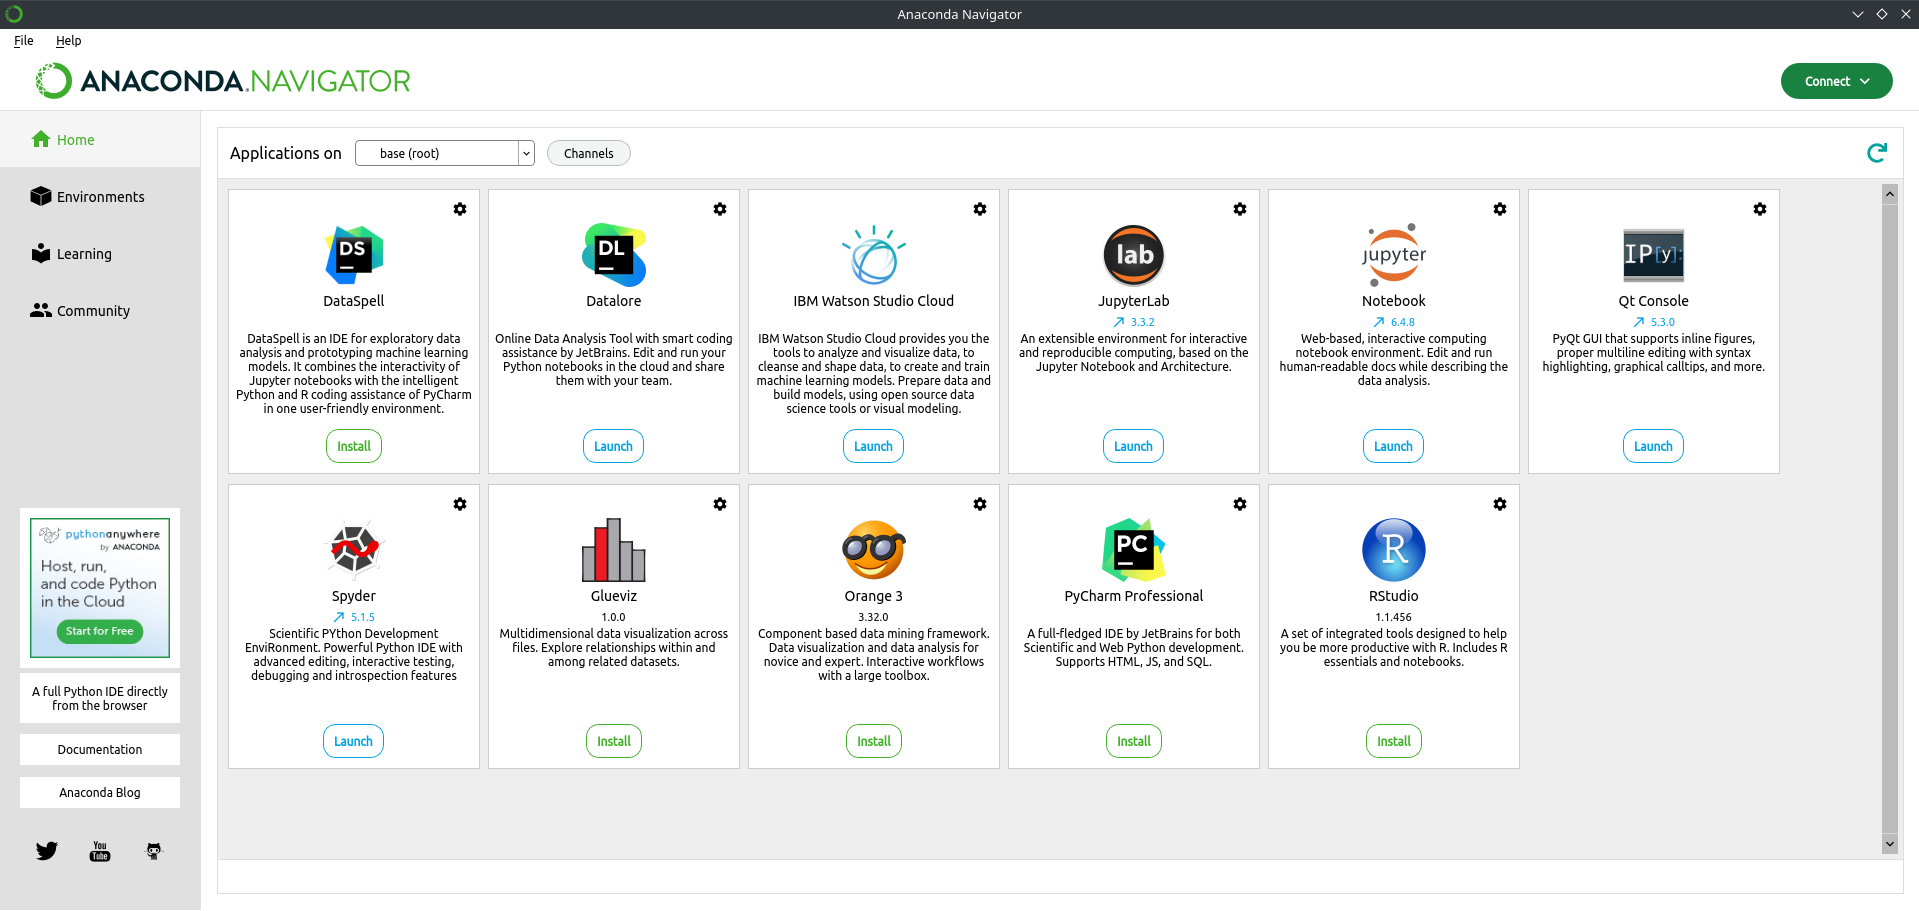 Anaconda Navigator
File Help
ANACONDA.NAVIGATOR
Connect
Home
Environments
Learning
Community
pythonanywhere
by ANACONDA
Host, run,
and code Python
in the Cloud
Start for Free
A full Python IDE directly
from the browser
Documentation
Anaconda Blog
You
Tube
Applications on base (root) Channels
DS
DataSpell
DataSpell is an IDE for exploratory data
analysis and prototyping machine learning
models. It combines the interactivity of
Jupyter notebooks with the intelligent
Python and R coding assistance of PyCharm
in one user-friendly environment.
Install
DL
Datalore
Online Data Analysis Tool with smart coding
assistance by JetBrains. Edit and run your
Python notebooks in the cloud and share
them with your team.
Launch
IBM Watson Studio Cloud
IBM Watson Studio Cloud provides you the
tools to analyze and visualize data, to
cleanse and shape data, to create and train
machine learning models. Prepare data and
build models, using open source data
science tools or visual modeling.
Launch
lab
JupyterLab
3.3.2
An extensible environment for interactive
and reproducible computing, based on the
Jupyter Notebook and Architecture.
Launch
jupyter
Notebook
6.4.8
Web-based, interactive computing
notebook environment. Edit and run
human-readable docs while describing the
data analysis.
Launch
IP[y]:
Qt Console
5.3.0
PyQt GUI that supports inline figures,
proper multiline editing with syntax
highlighting, graphical calltips, and more.
Launch
Spyder
5.1.5
Scientific PYthon Development
EnviRonment. Powerful Python IDE with
advanced editing, interactive testing,
debugging and introspection features
Launch
Glueviz
1.0.0
Multidimensional data visualization across
files. Explore relationships within and
among related datasets.
Install
Orange 3
3.32.0
Component based data mining framework.
Data visualization and data analysis for
novice and expert. Interactive workflows
with a large toolbox.
Install
PC
PyCharm Professional
A full-fledged IDE by JetBrains for both
Scientific and Web Python development.
Supports HTML, JS, and SQL.
Install
R
RStudio
1.1.456
A set of integrated tools designed to help
you be more productive with R. Includes R
essentials and notebooks.
Install